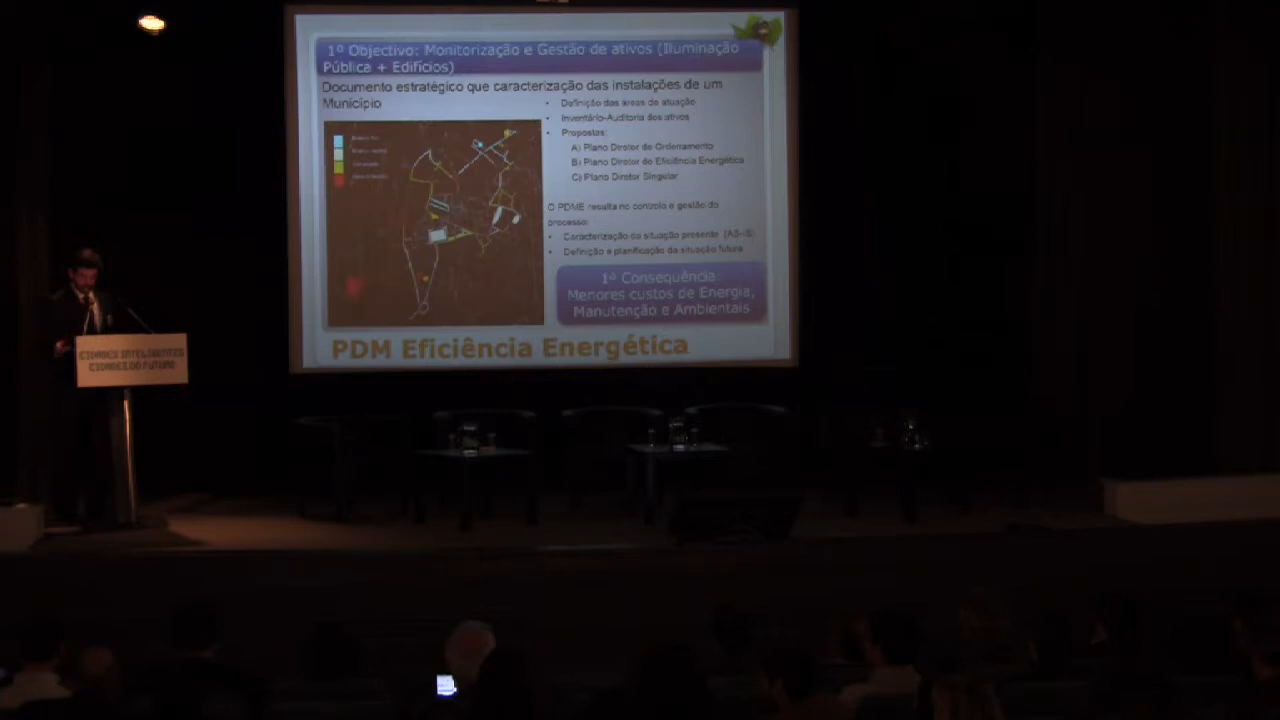 1º Objectivo: Monitorização e Gestão de ativos (Iluminação
Pública + Edifícios)
Documento estratégico que caracterização das instalações de um
Município
• Definição das áreas de atuação
• Inventário-Auditoria dos ativos
• Propostas:
A) Plano Diretor de Ordenamento
B) Plano Diretor de Eficiência Energética
C) Plano Diretor Singular
O PDME resulta no controlo e gestão do
processo:
• Caracterização da situação presente (AS-IS)
• Definição e planificação da situação futura
1ª Consequência:
Menores custos de Energia,
Manutenção e Ambientais
PDM Eficiência Energética
CIDADES INTELIGENTES
CIDADES DO FUTURO